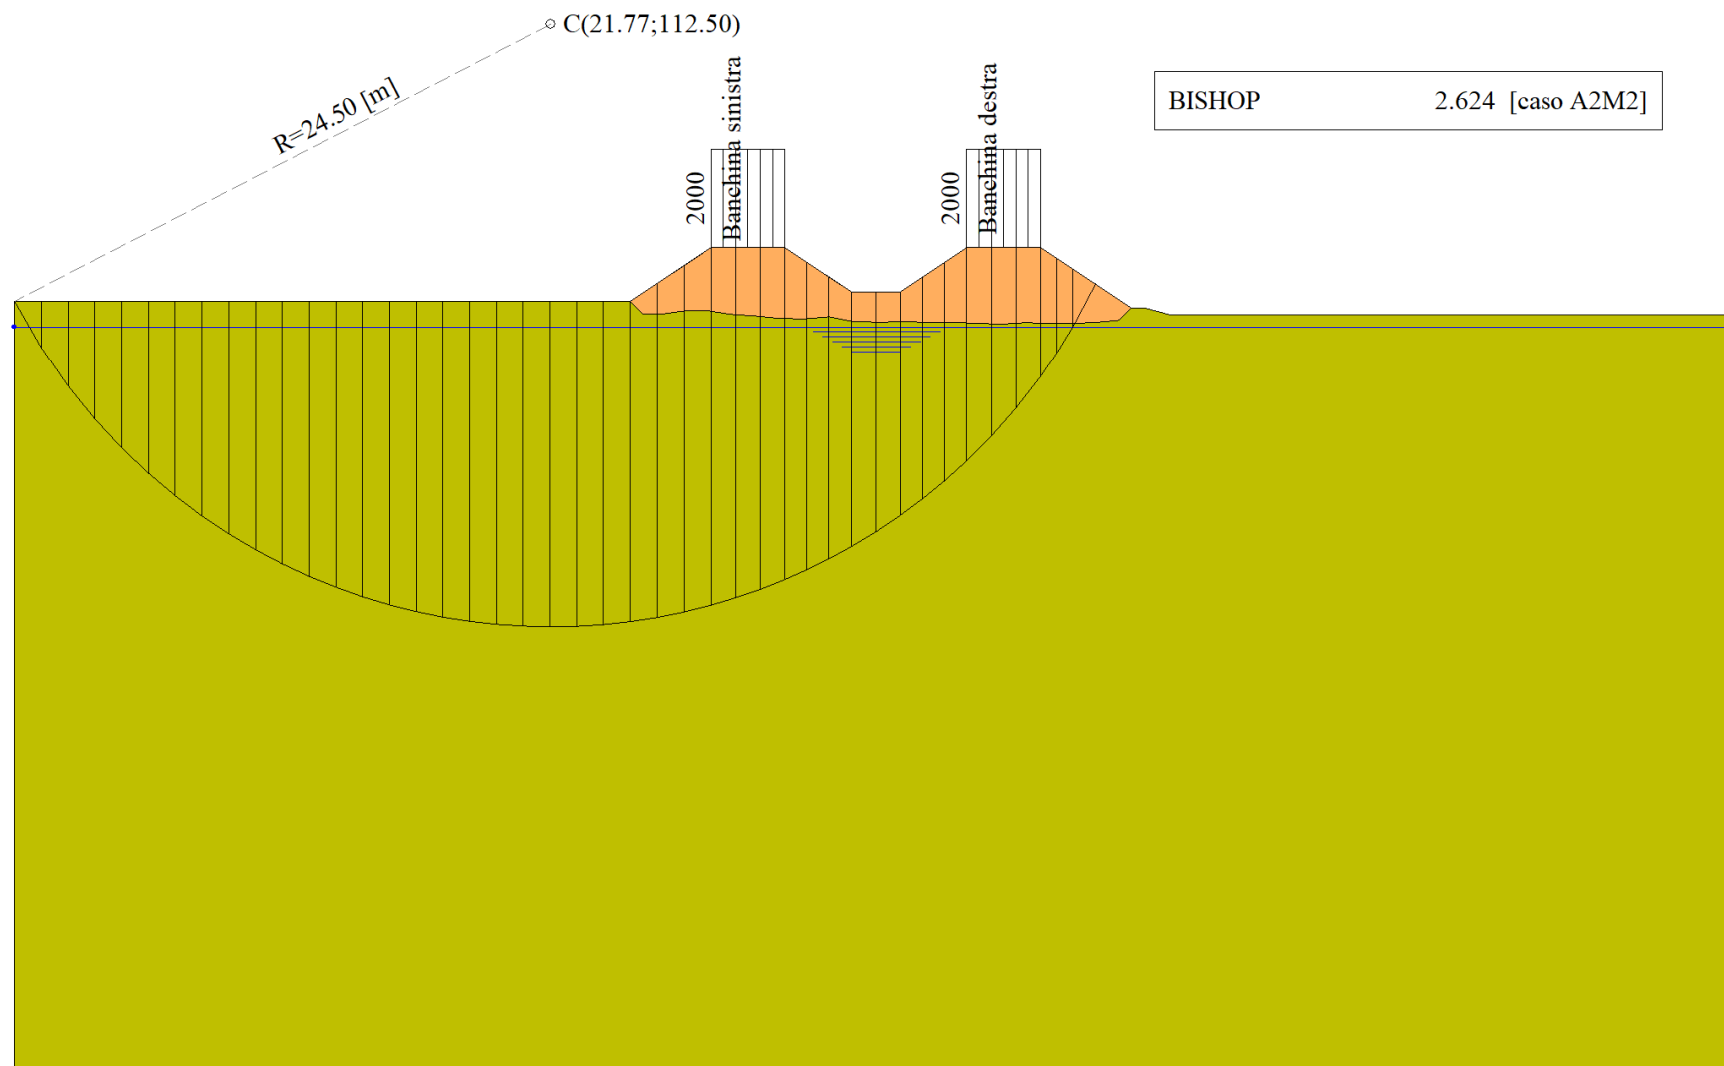 C(21.77;112.50)
R=24.50 [m]
BISHOP 2.624 [caso A2M2]
2000
Banchina sinistra
2000
Banchina destra